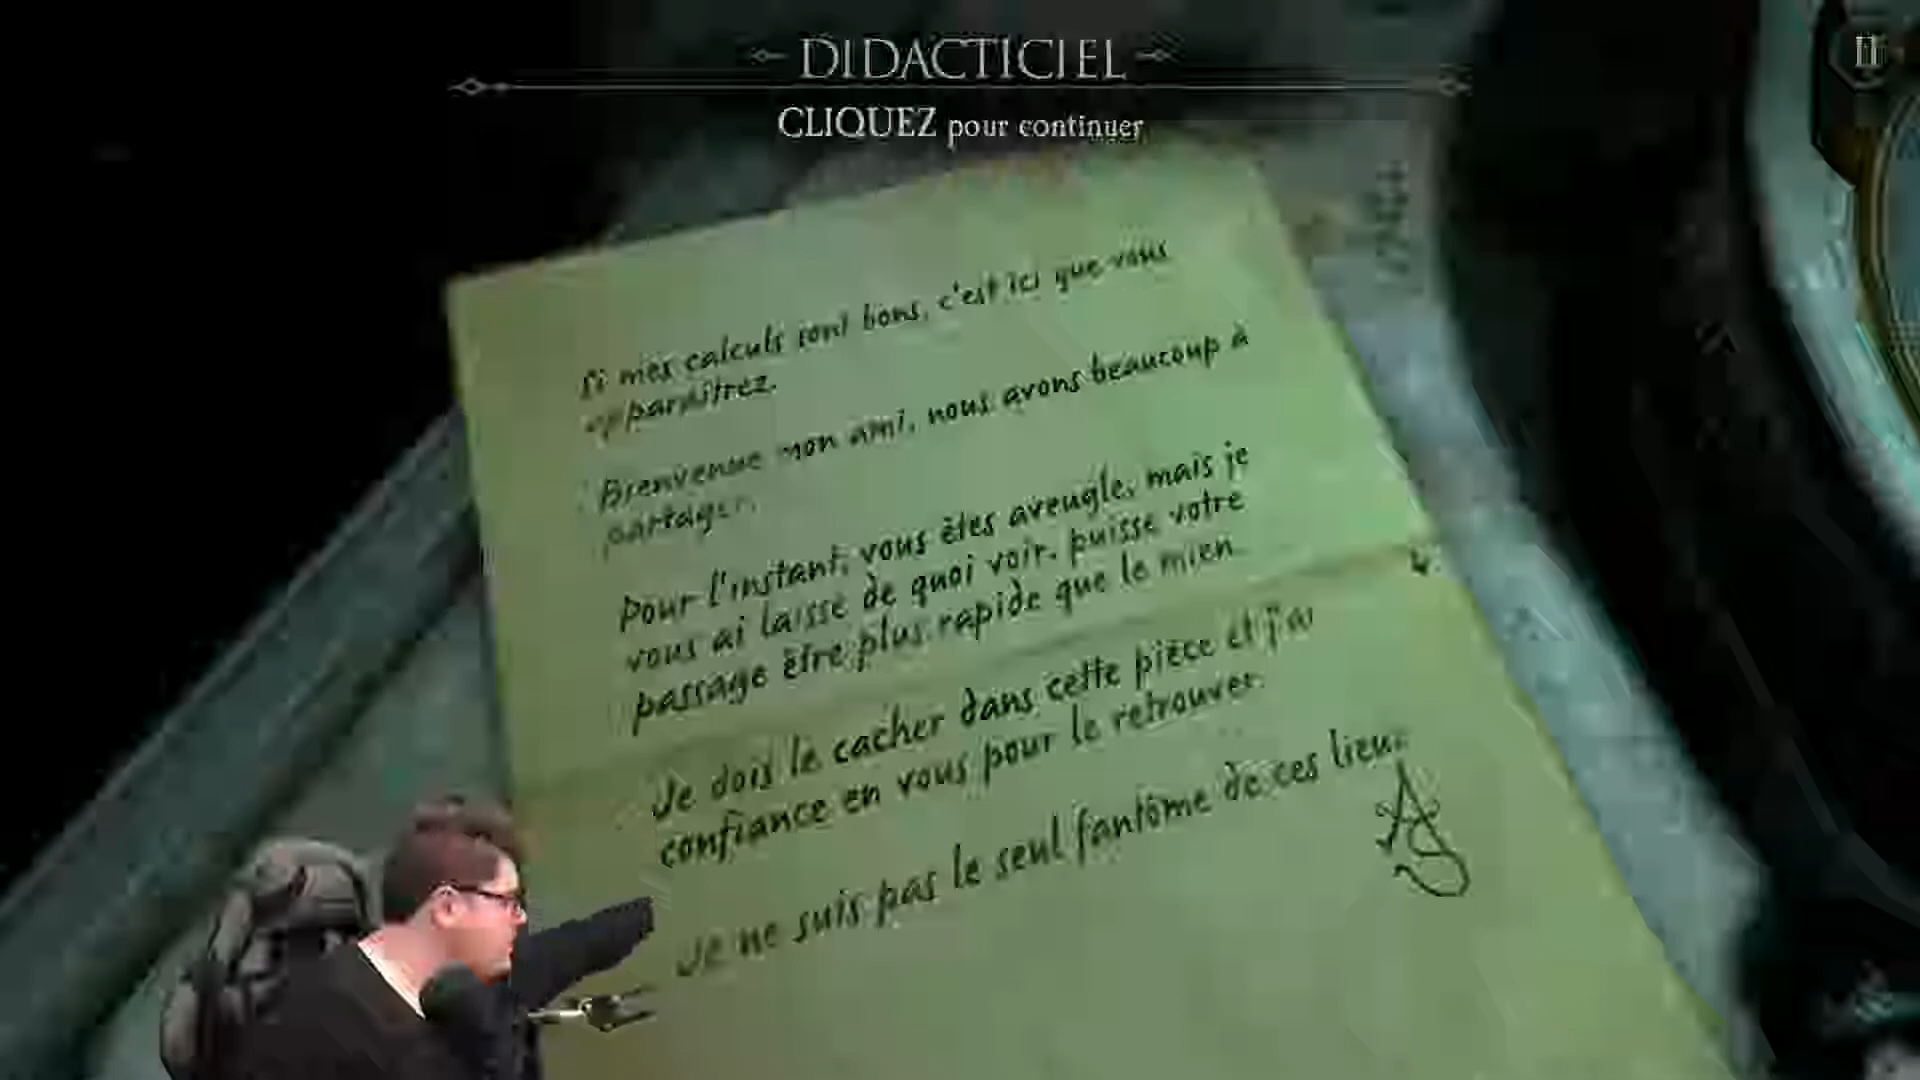 DIDACTICIEL
CLIQUEZ pour continuer
Si mes calculs sont bons, c'est ici que vous
apparaîtrez.
Bienvenue mon ami, nous avons beaucoup à
partager.
Pour l'instant, vous êtes aveugle, mais je
vous ai laissé de quoi voir, puisse votre
passage être plus rapide que le mien.
Je dois le cacher dans cette pièce et j'ai
confiance en vous pour le retrouver.
Je ne suis pas le seul fantôme de ces lieux.
AS